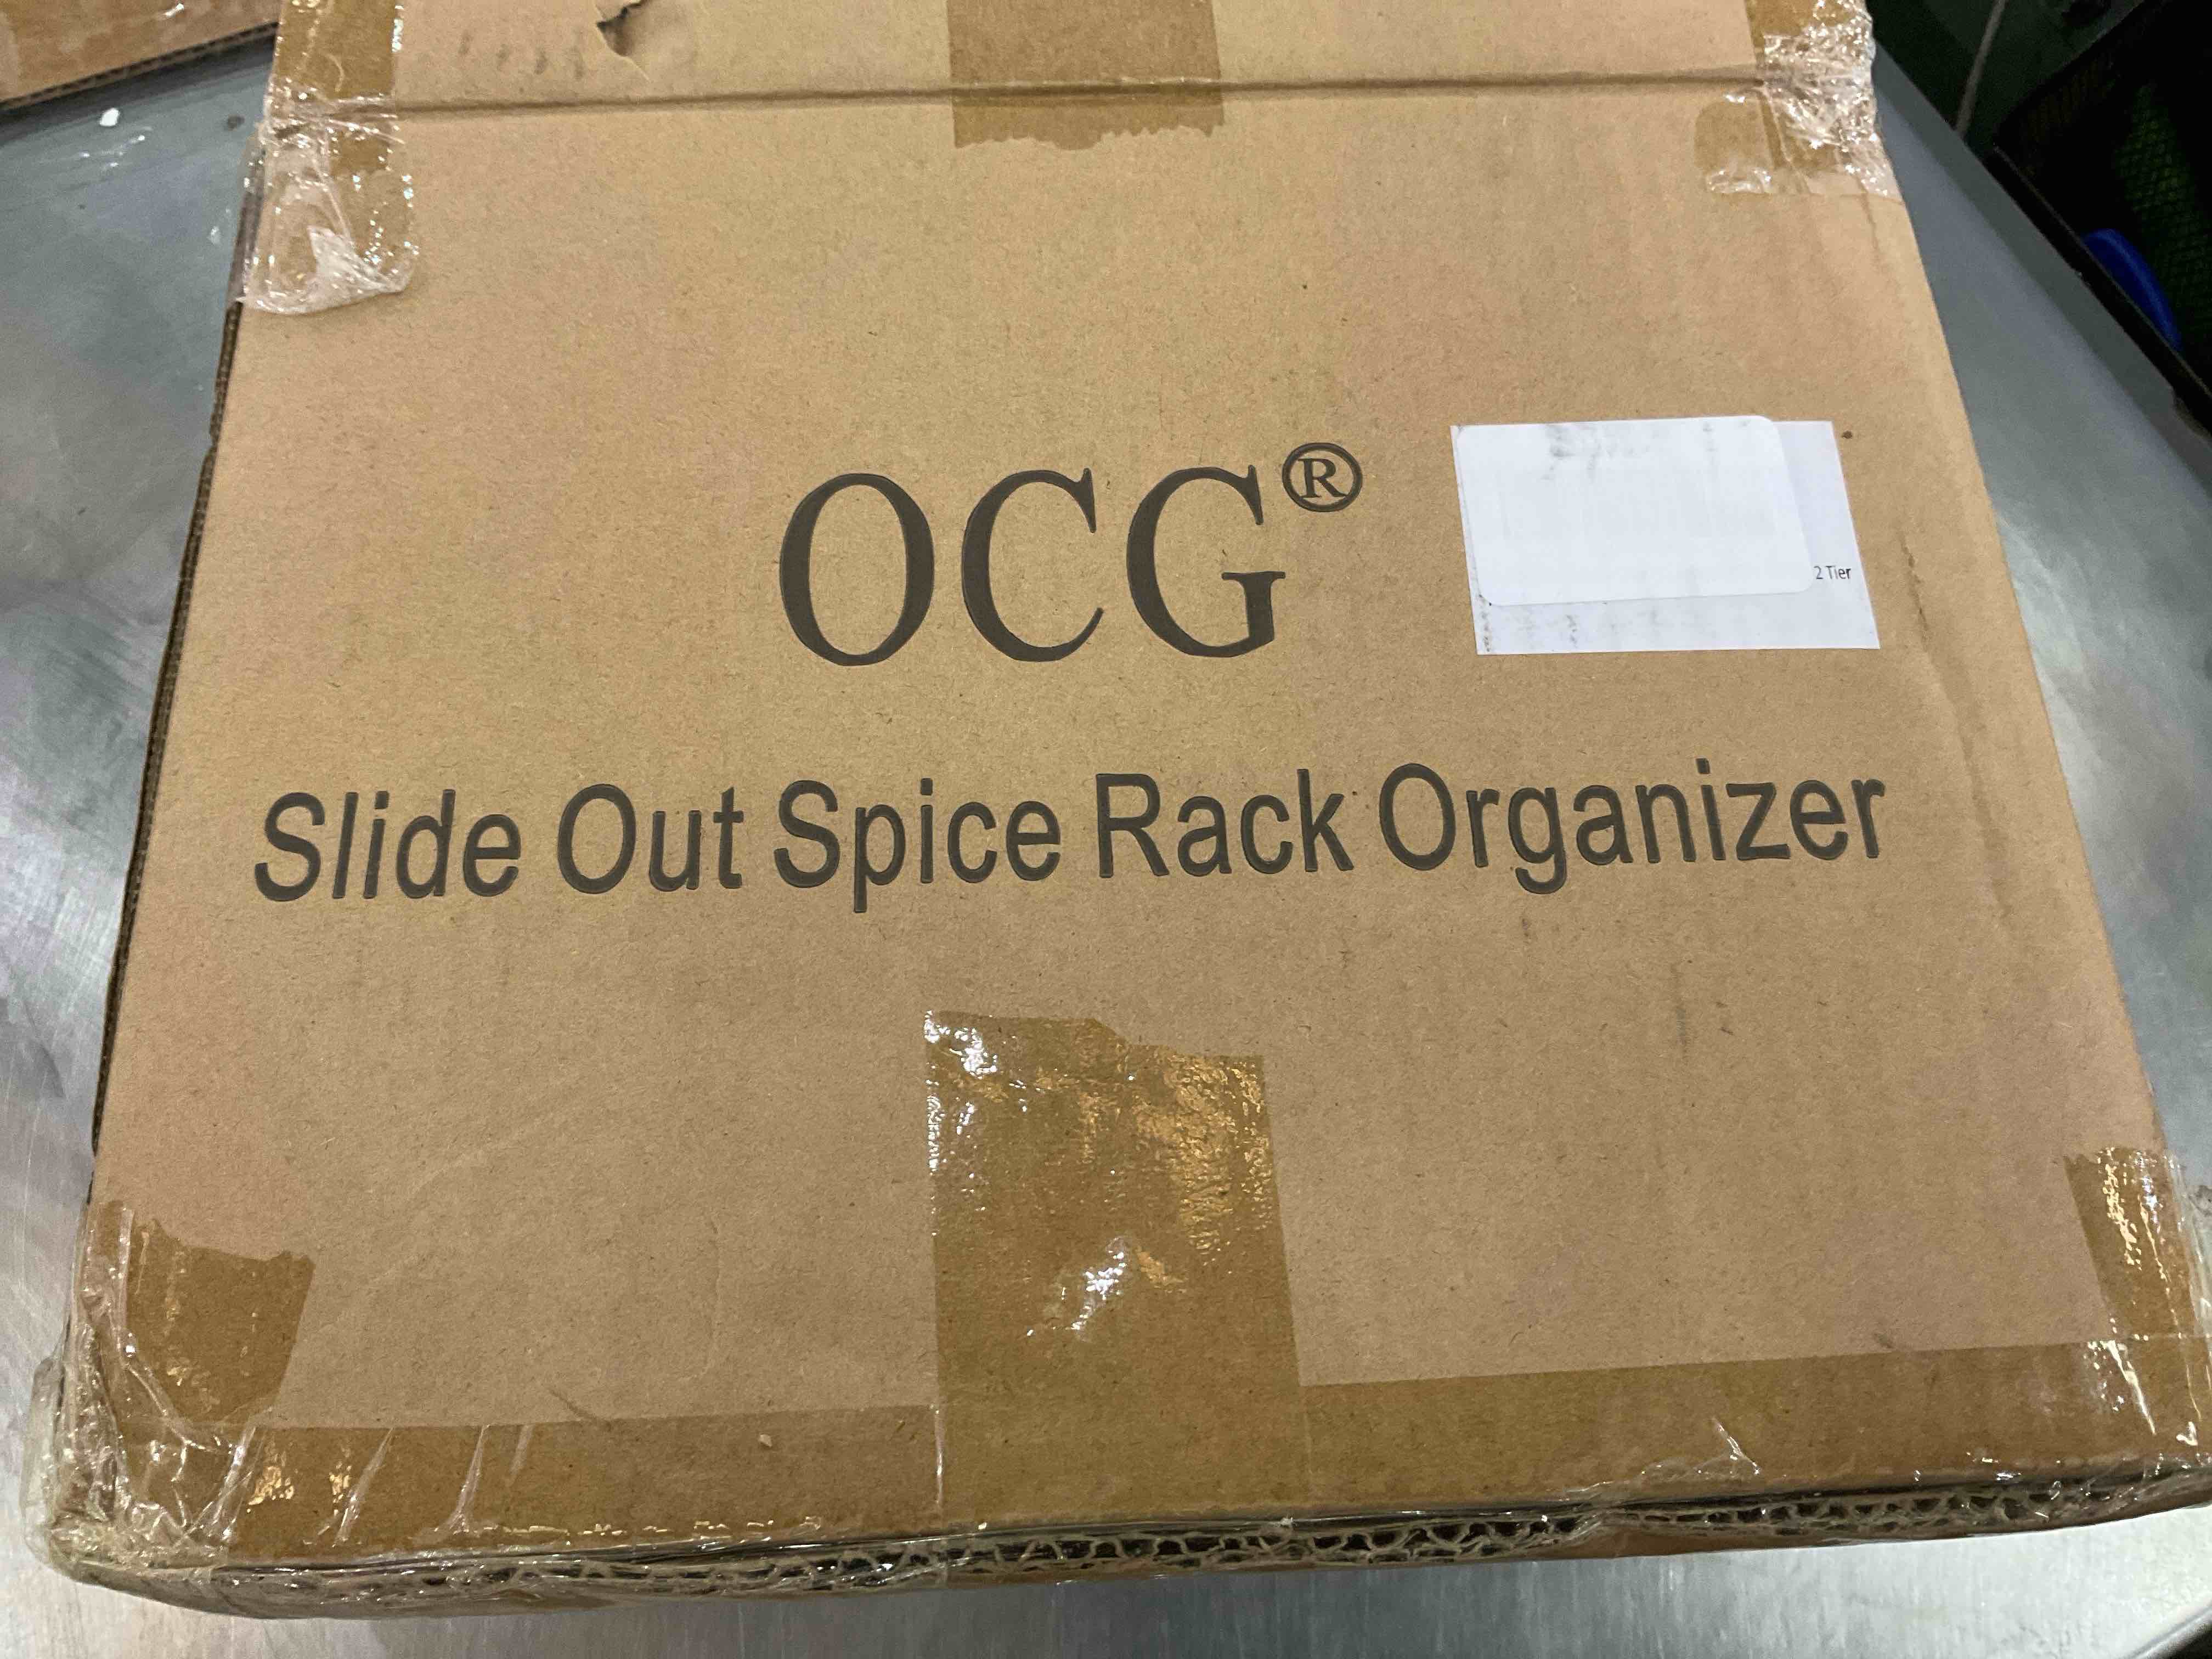 OCG®
2 Tier
Slide Out Spice Rack Organizer